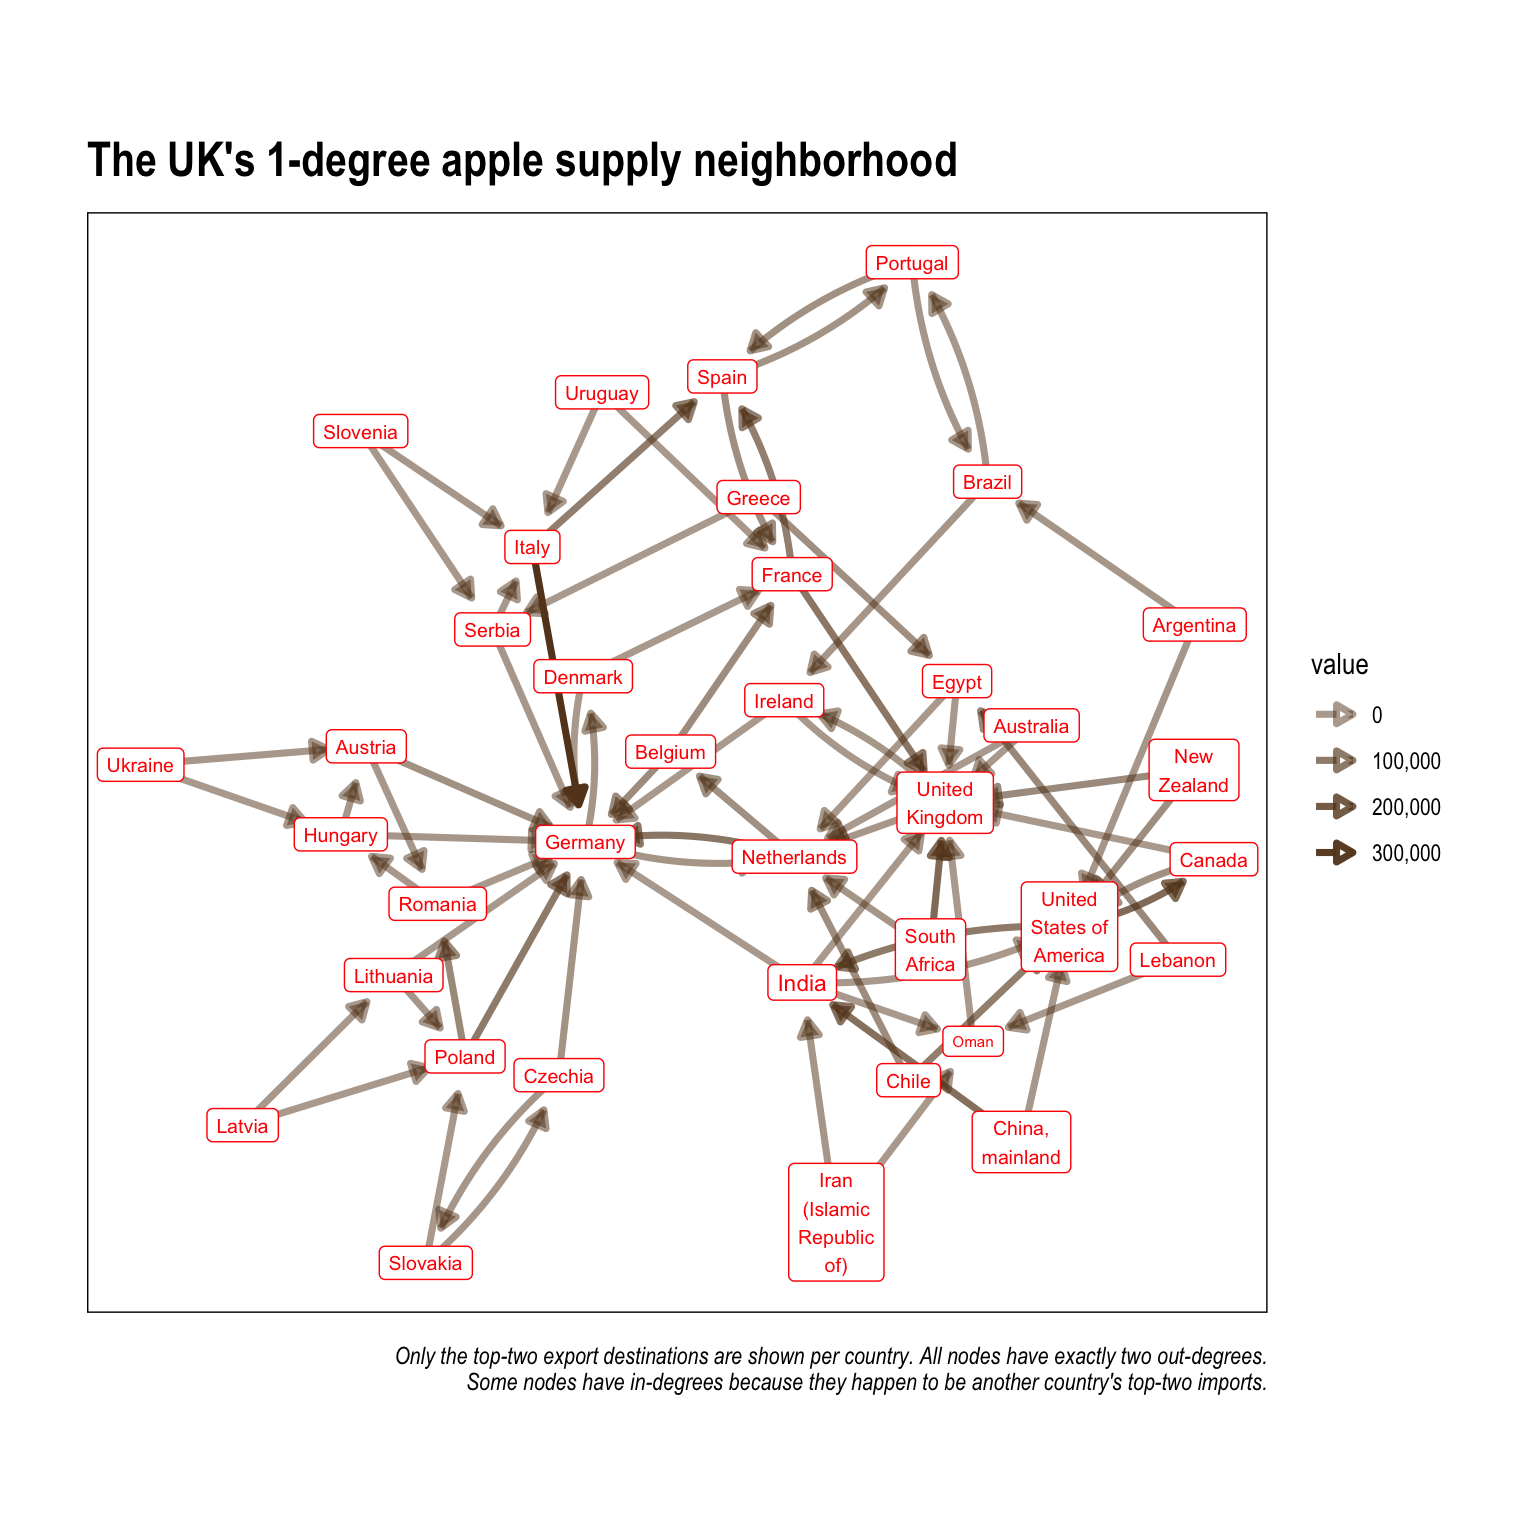 The UK's 1-degree apple supply neighborhood
Portugal
Spain
Uruguay
Slovenia
Brazil
Greece
Italy
France
Argentina
Serbia
Denmark
Egypt
Ireland
Australia
Austria
Belgium
Ukraine
New
Zealand
United
Kingdom
Hungary
Germany
Netherlands
Canada
Romania
United
States of
America
South
Africa
Lebanon
Lithuania
India
Oman
Poland
Czechia
Chile
Latvia
China,
mainland
Iran
(Islamic
Republic
of)
Slovakia
value
0
100,000
200,000
300,000
Only the top-two export destinations are shown per country. All nodes have exactly two out-degrees.
Some nodes have in-degrees because they happen to be another country's top-two imports.